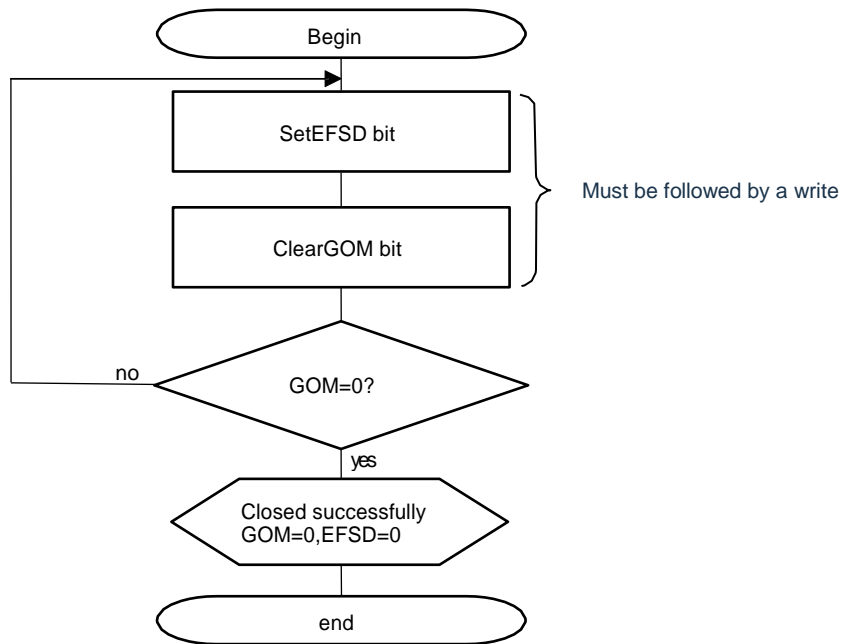 Begin
SetEFSD bit
Must be followed by a write
ClearGOM bit
no
GOM=0?
yes
Closed successfully
GOM=0,EFSD=0
end